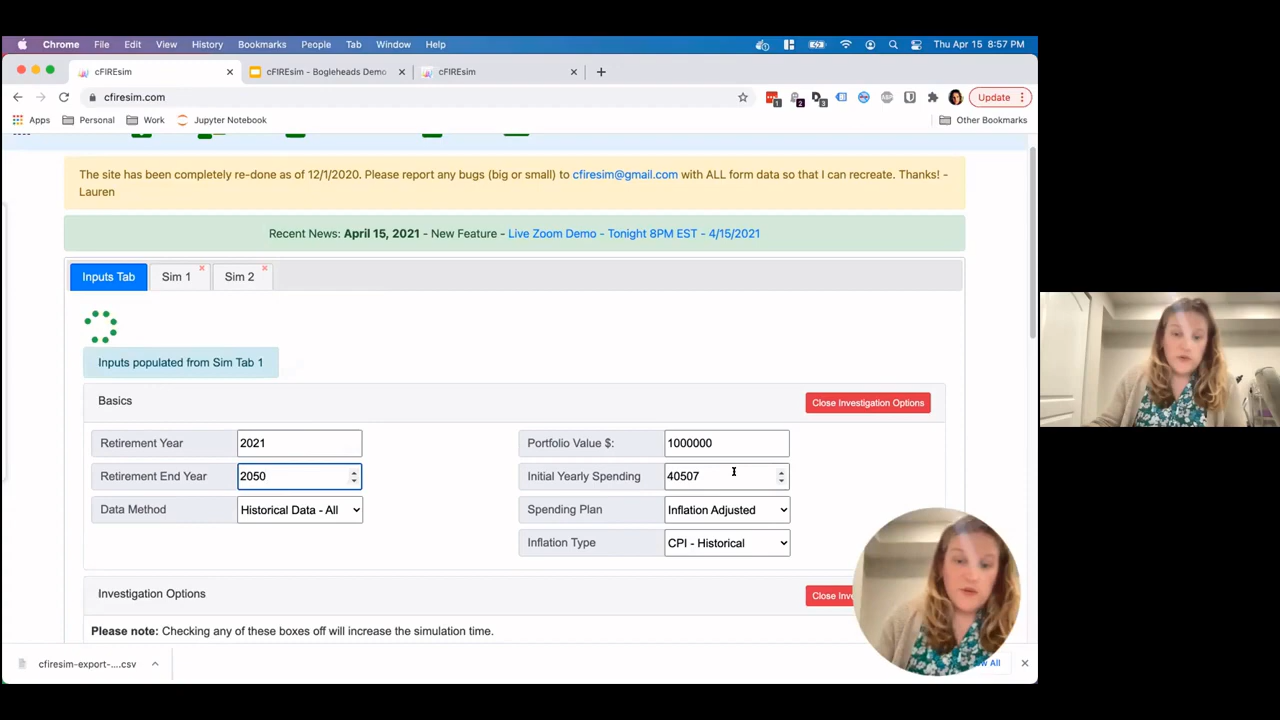 Chrome File Edit View History Bookmarks People Tab Window Help Thu Apr 15 8:57 PM
cFIREsim cFIREsim - Bogleheads Demo cFIREsim
cfiresim.com Update
Apps Personal Work Jupyter Notebook Other Bookmarks
The site has been completely re-done as of 12/1/2020. Please report any bugs (big or small) to cfiresim@gmail.com with ALL form data so that I can recreate. Thanks! -
Lauren
Recent News: April 15, 2021 - New Feature - Live Zoom Demo - Tonight 8PM EST - 4/15/2021
Inputs Tab Sim 1 Sim 2
Inputs populated from Sim Tab 1
Basics Close Investigation Options
Retirement Year 2021 Portfolio Value $: 1000000
Retirement End Year 2050 Initial Yearly Spending 40507
Data Method Historical Data - All Spending Plan Inflation Adjusted
Inflation Type CPI - Historical
Investigation Options Close Inve
Please note: Checking any of these boxes off will increase the simulation time.
cfiresim-export-....csv w All